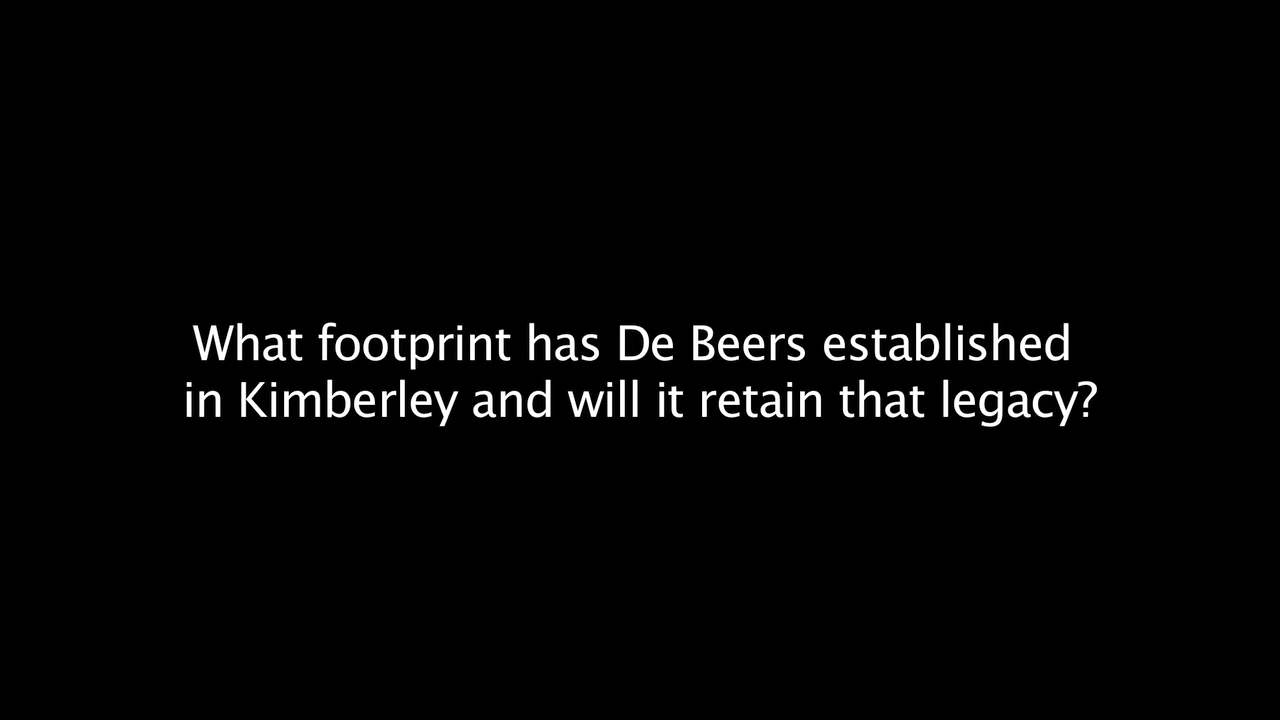 What footprint has De Beers established
in Kimberley and will it retain that legacy?